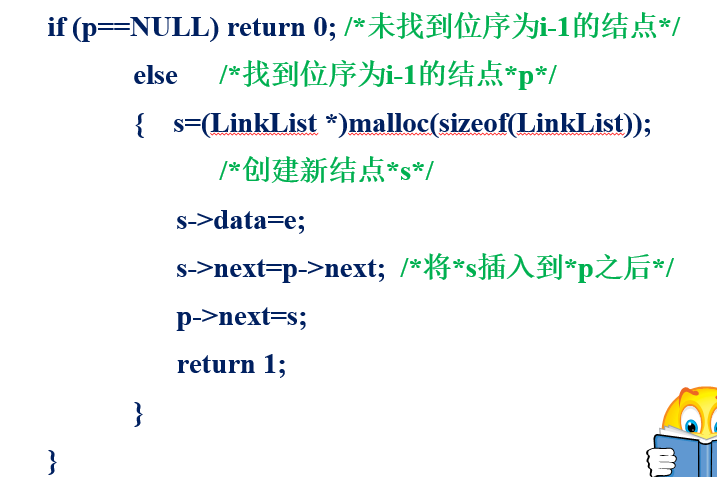 if (p==NULL) return 0; /*未找到位序为i-1的结点*/
else /*找到位序为i-1的结点*p*/
{ s=(LinkList *)malloc(sizeof(LinkList));
/*创建新结点*s*/
s->data=e;
s->next=p->next; /*将*s插入到*p之后*/
p->next=s;
return 1;
}
}